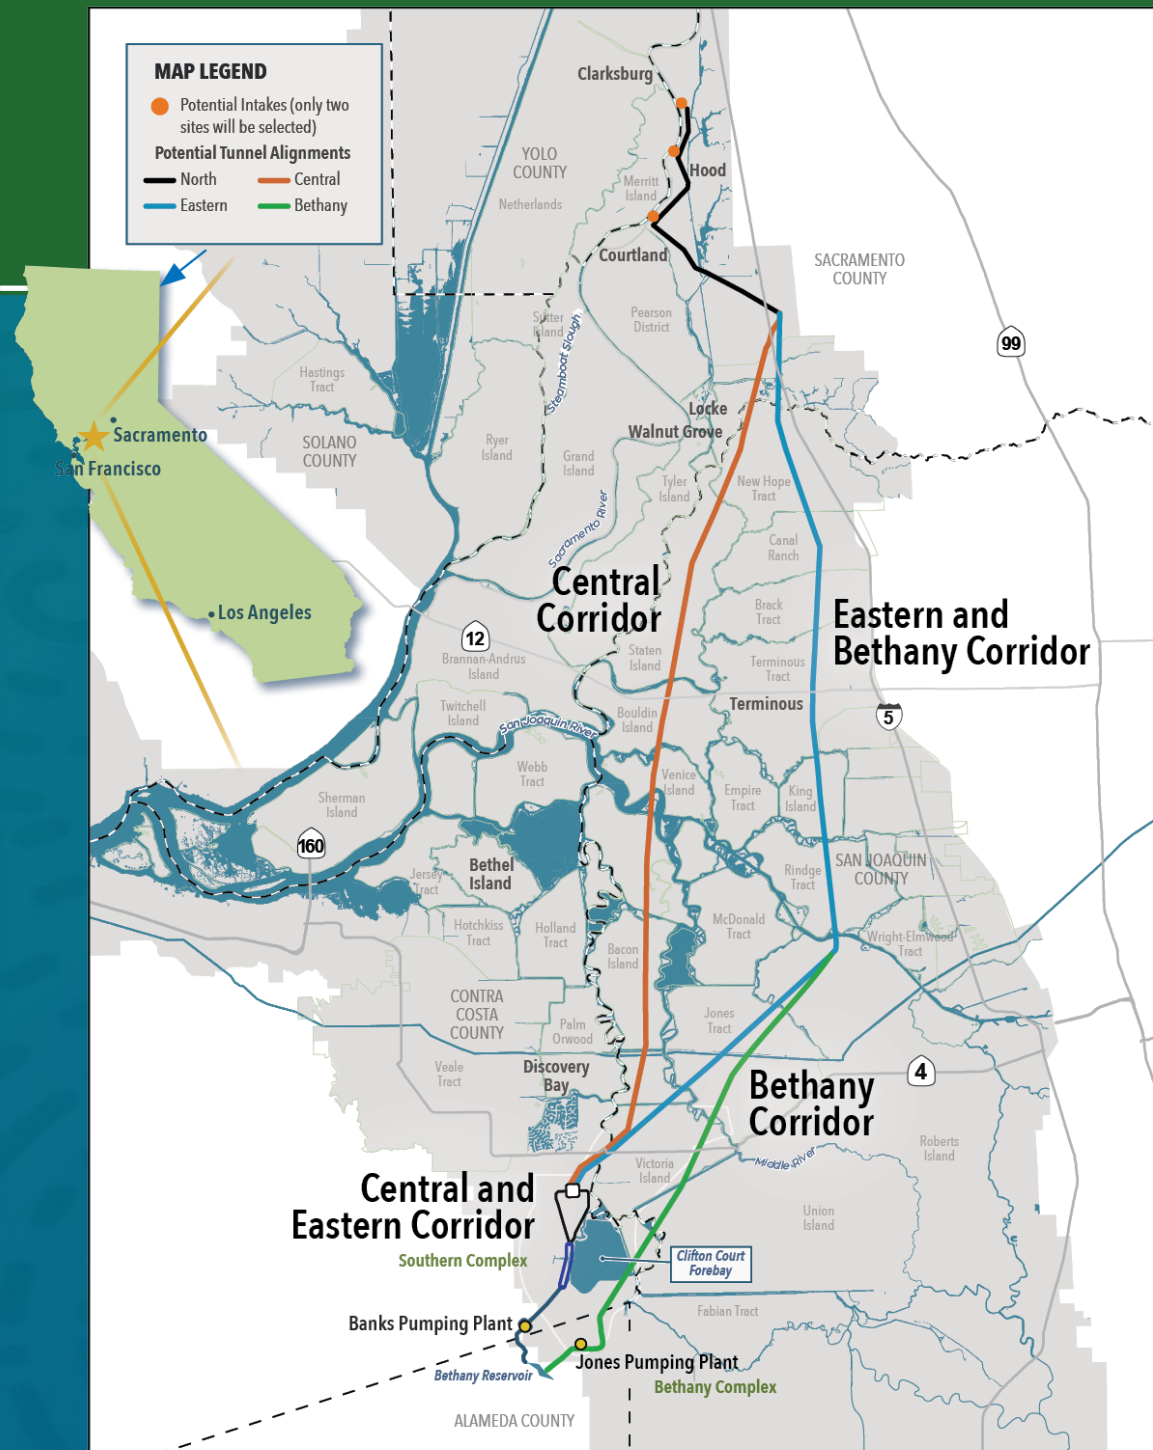 MAP LEGEND
Potential Intakes (only two
sites will be selected)
Potential Tunnel Alignments
North
Central
Eastern
Bethany
Sacramento
San Francisco
Los Angeles
Clarksburg
YOLO
COUNTY
Netherlands
Merritt
Island
Hood
Courtland
SACRAMENTO
COUNTY
Sutter
Island
Pearson
District
Steamboat Slough
99
Hastings
Tract
SOLANO
COUNTY
Ryer
Island
Grand
Island
Locke
Walnut Grove
Tyler
Island
New Hope
Tract
Sacramento River
Canal
Ranch
Central
Corridor
Brack
Tract
Eastern and
Bethany Corridor
12
Brannan-Andrus
Island
Staten
Island
Terminous
Tract
Terminous
Twitchell
Island
San Joaquin River
Bouldin
Island
5
Webb
Tract
Venice
Island
Empire
Tract
King
Island
Sherman
Island
160
Bethel
Island
Jersey
Tract
Rindge
Tract
SAN JOAQUIN
COUNTY
Hotchkiss
Tract
Holland
Tract
McDonald
Tract
Wright-Elmwood
Tract
Bacon
Island
CONTRA
COSTA
COUNTY
Palm
Orwood
Jones
Tract
Veale
Tract
Discovery
Bay
Bethany
Corridor
4
Middle River
Roberts
Island
Victoria
Island
Central and
Eastern Corridor
Southern Complex
Union
Island
Clifton Court
Forebay
Fabian Tract
Banks Pumping Plant
Jones Pumping Plant
Bethany Reservoir
Bethany Complex
ALAMEDA COUNTY